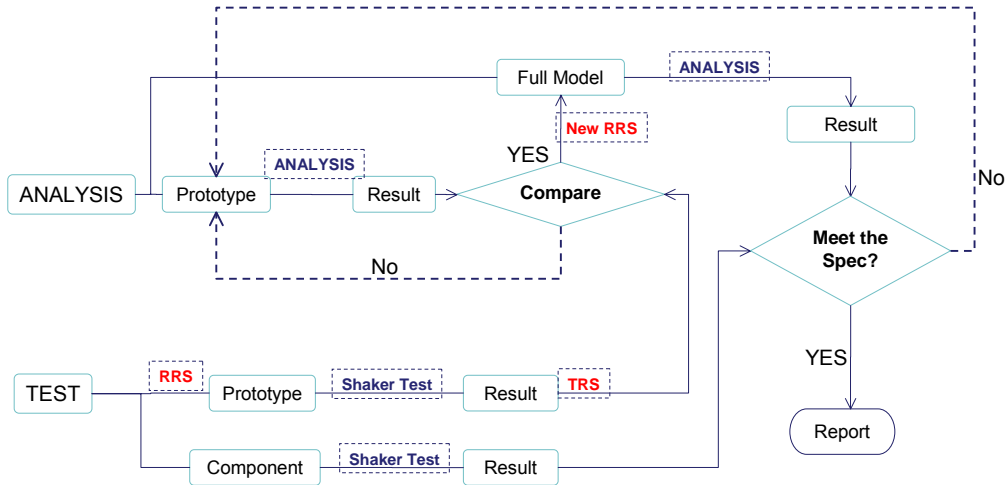 No
Full Model
ANALYSIS
New RRS
Result
YES
ANALYSIS
ANALYSIS
Prototype
Result
Compare
No
Meet the
Spec?
No
YES
RRS
Shaker Test
TRS
TEST
Prototype
Result
Report
Component
Shaker Test
Result